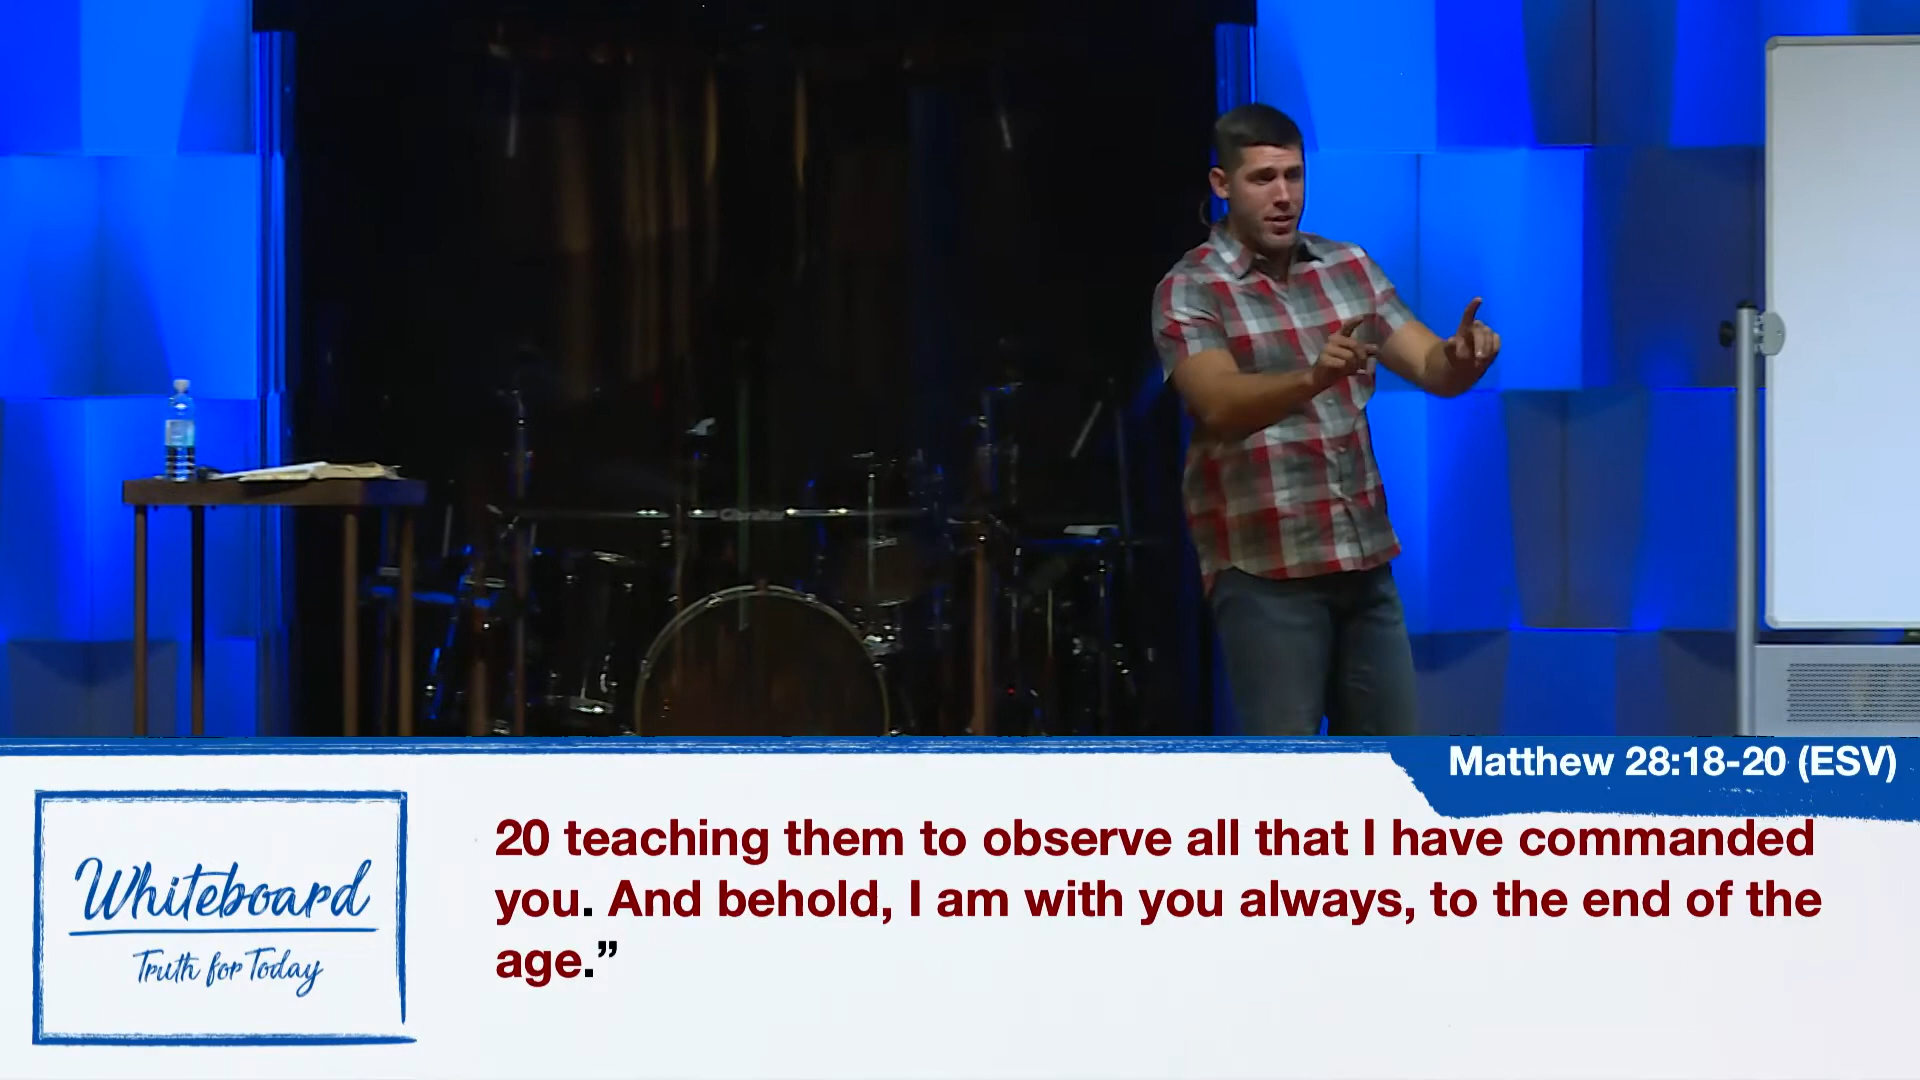 Gibraltar
Matthew 28:18-20 (ESV)
20 teaching them to observe all that I have commanded
you. And behold, I am with you always, to the end of the
age.”
Whiteboard
Truth for Today